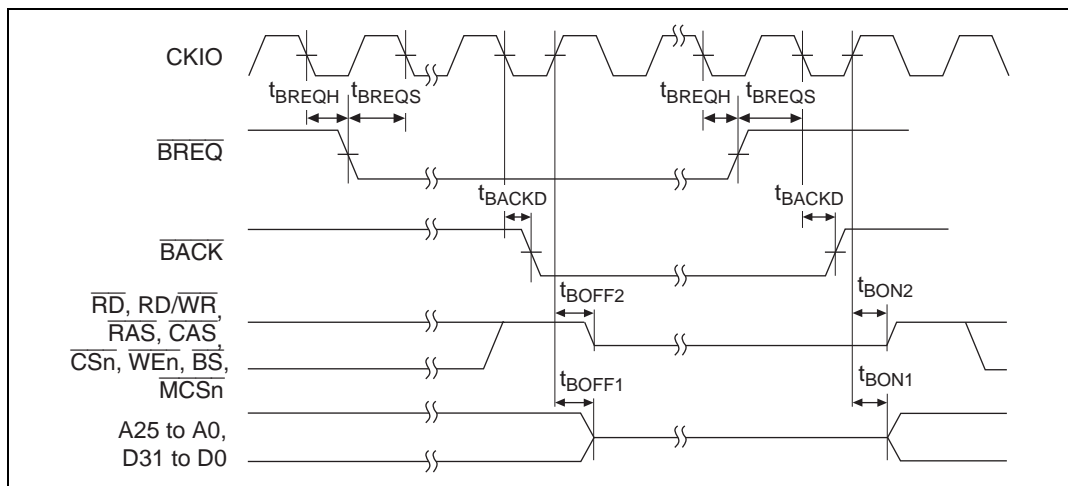 CKIO
tBREQH tBREQS tBREQH tBREQS
BREQ
tBACKD tBACKD
BACK
tBOFF2 tBON2
RD, RD/WR,
RAS, CAS,
CSn, WEn, BS,
MCSn
tBOFF1 tBON1
A25 to A0,
D31 to D0